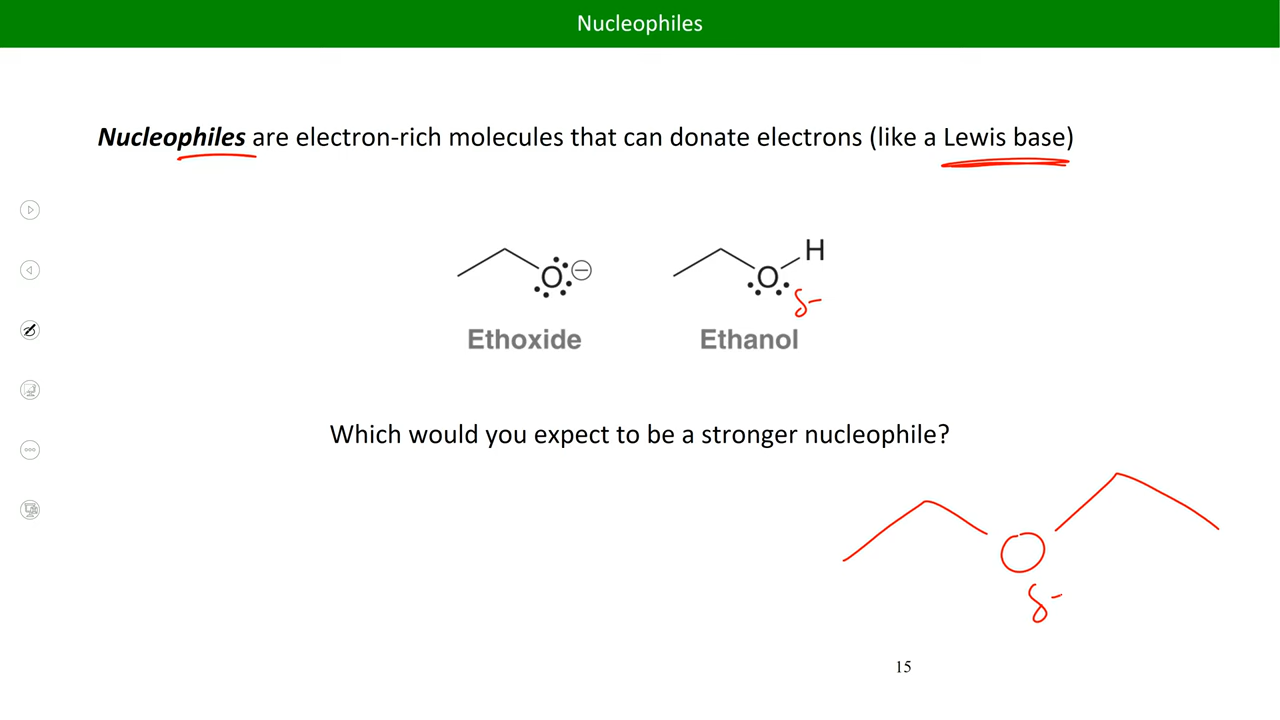 Nucleophiles
Nucleophiles are electron-rich molecules that can donate electrons (like a Lewis base)
O ⊖
O H
δ-
Ethoxide
Ethanol
Which would you expect to be a stronger nucleophile?
O
δ-
15